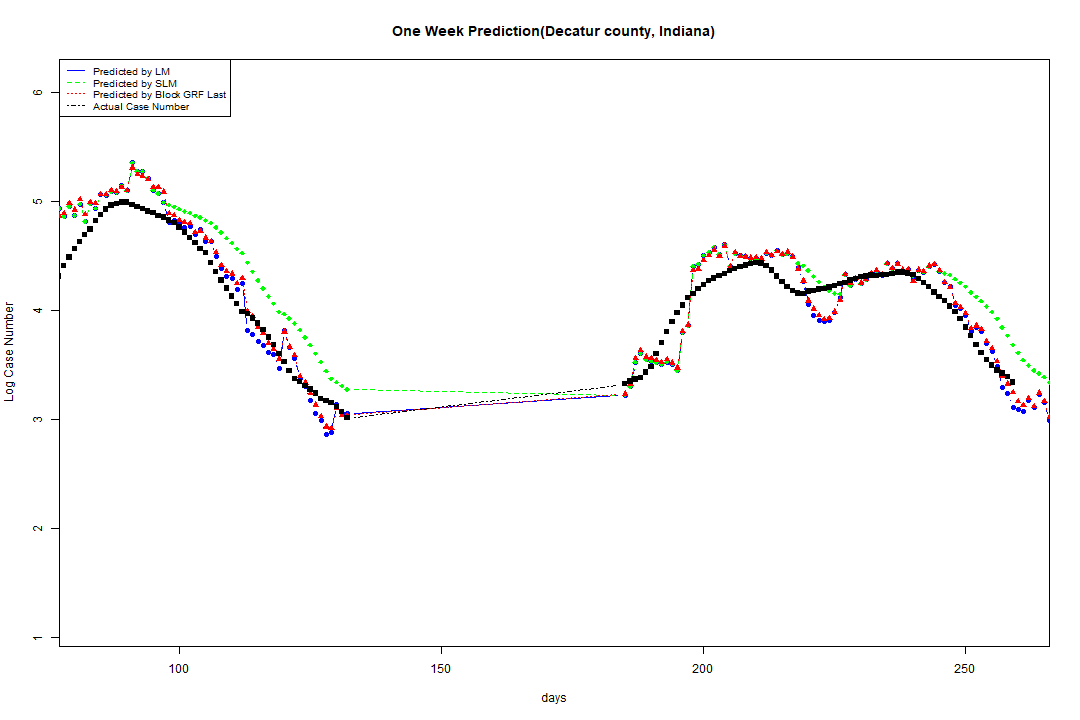 One Week Prediction(Decatur county, Indiana)
Predicted by LM
Predicted by SLM
Predicted by Block GRF Last
Actual Case Number
6
5
4
3
2
1
Log Case Number
100 150 200 250
days